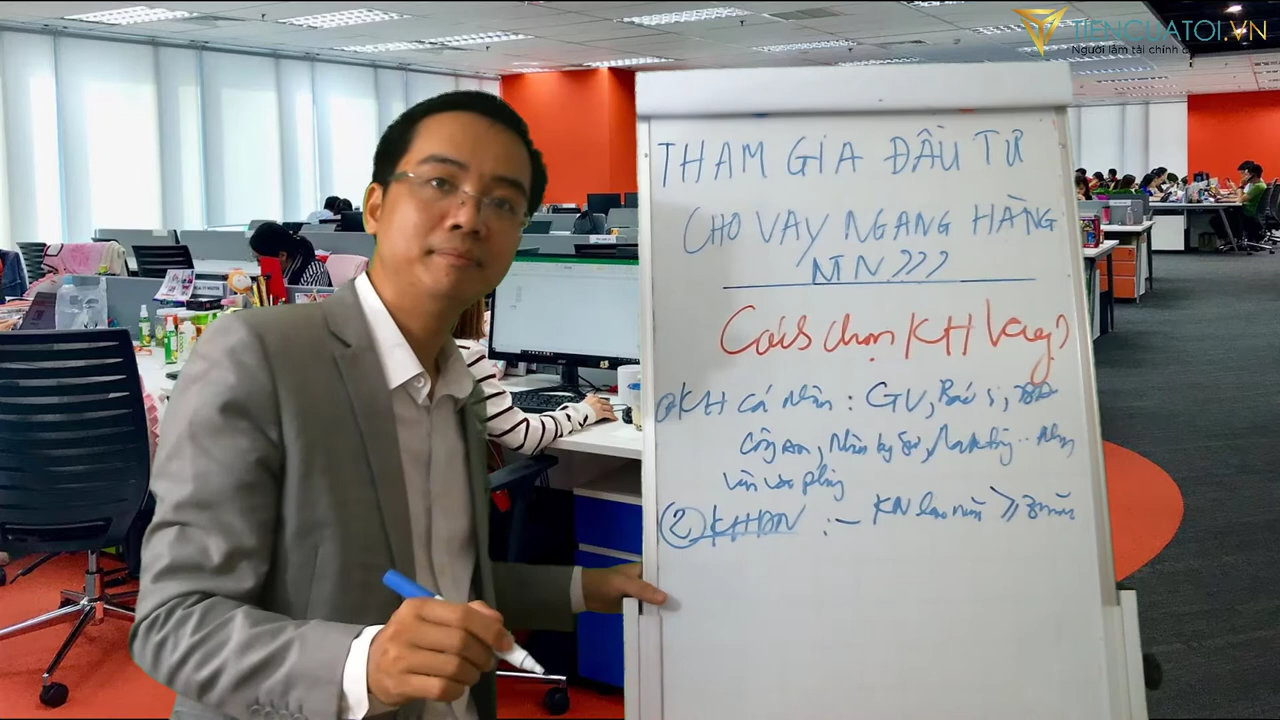 TIENCUATOI.VN
Người làm tài chính c
THAM GIA ĐẦU TƯ
CHO VAY NGANG HÀNG
NTN???
Cách chọn KH Vay?
① KH cá nhân : GV, Bác sĩ,
Công an, Nhân sự, Marketing.. Nhân
viên văn phòng
② KHDN : - KN lâu năm ≥ 3 năm